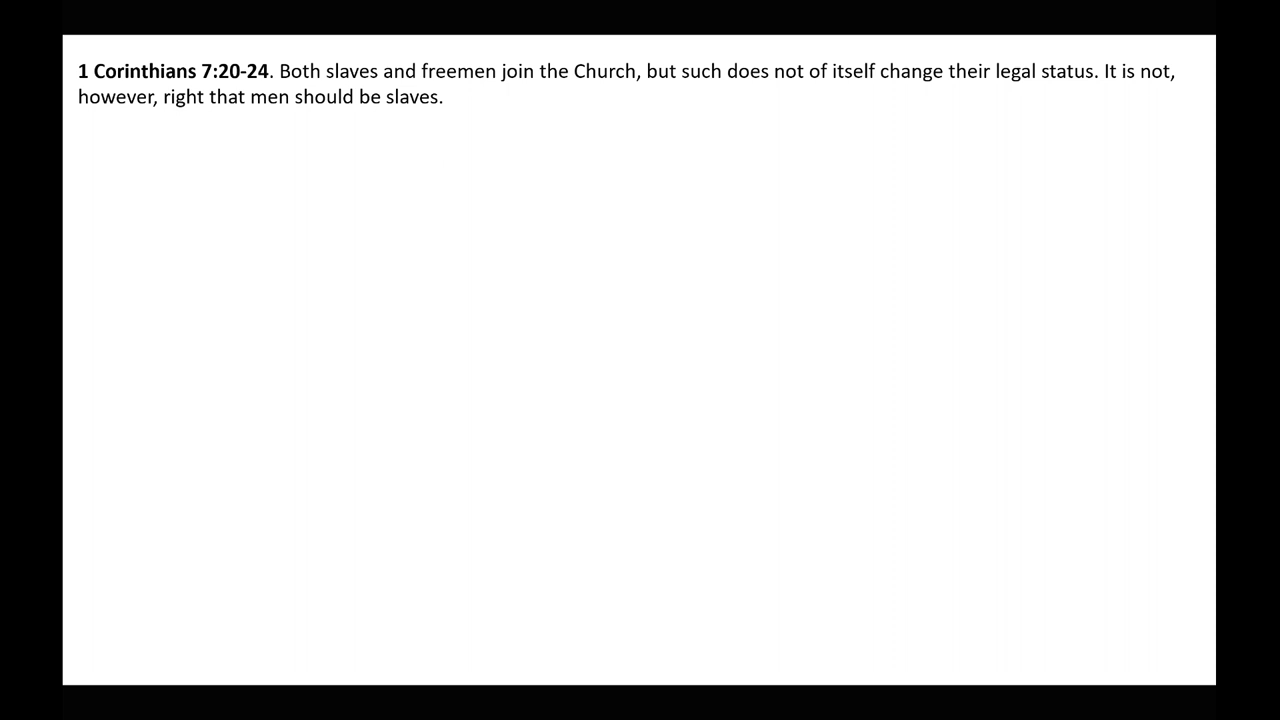 1 Corinthians 7:20-24. Both slaves and freemen join the Church, but such does not of itself change their legal status. It is not,
however, right that men should be slaves.